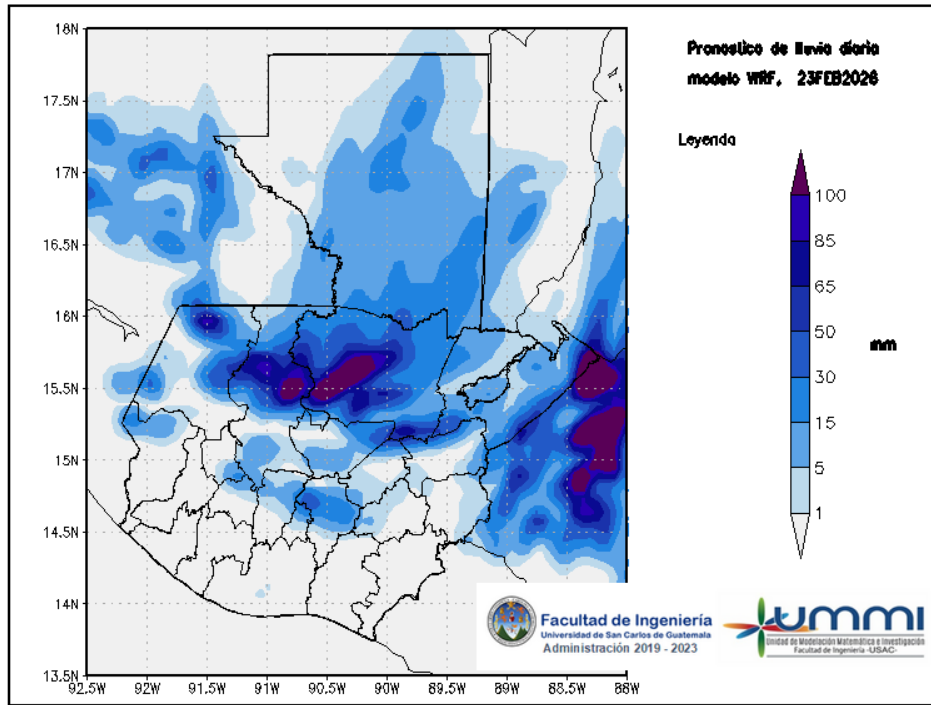 Pronostico de lluvia diaria
modelo WRF, 23FEB2026
Leyenda
100
85
65
50
30
15
5
1
mm
18N
17.5N
17N
16.5N
16N
15.5N
15N
14.5N
14N
13.5N
92.5W
92W
91.5W
91W
90.5W
90W
89.5W
89W
88.5W
88W
Facultad de Ingeniería
Universidad de San Carlos de Guatemala
Administración 2019 - 2023
UMMI
Unidad de Modelación Matemática e Investigación
Facultad de Ingeniería -USAC-